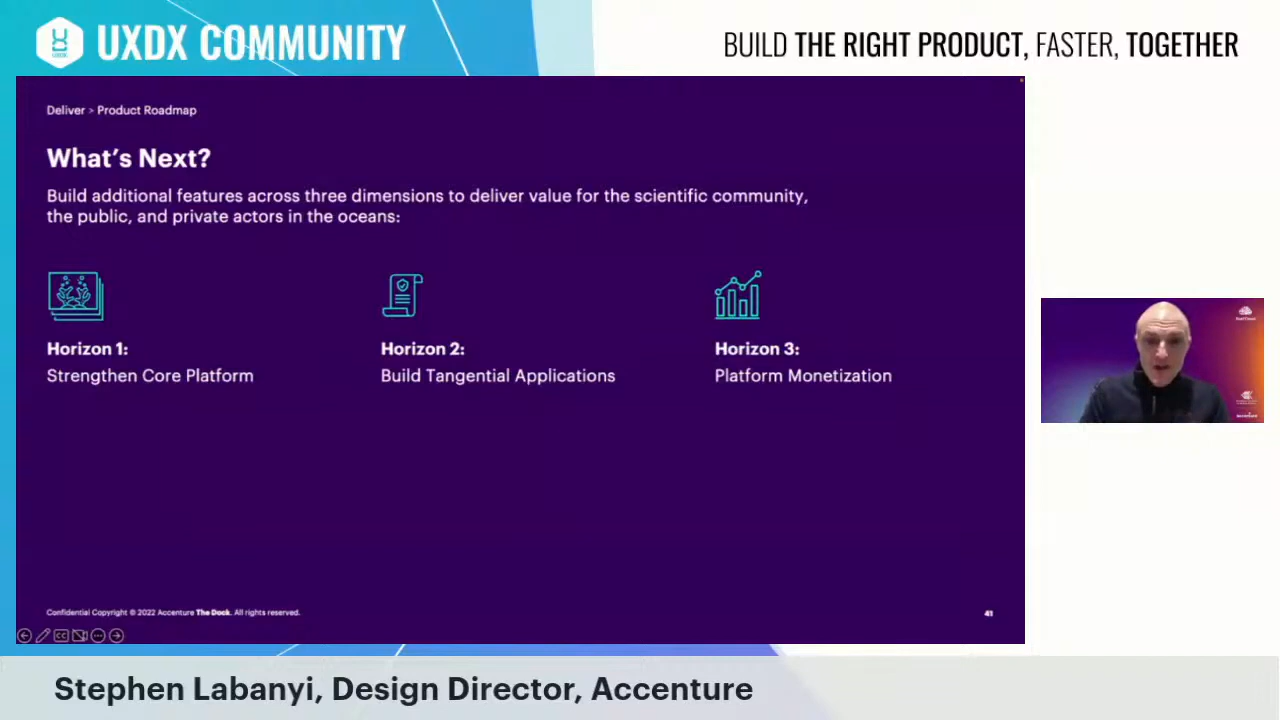 UXDX COMMUNITY
BUILD THE RIGHT PRODUCT, FASTER, TOGETHER
Deliver > Product Roadmap
What's Next?
Build additional features across three dimensions to deliver value for the scientific community,
the public, and private actors in the oceans:
Horizon 1:
Strengthen Core Platform
Horizon 2:
Build Tangential Applications
Horizon 3:
Platform Monetization
Confidential Copyright © 2022 Accenture The Dock. All rights reserved.
41
Stephen Labanyi, Design Director, Accenture